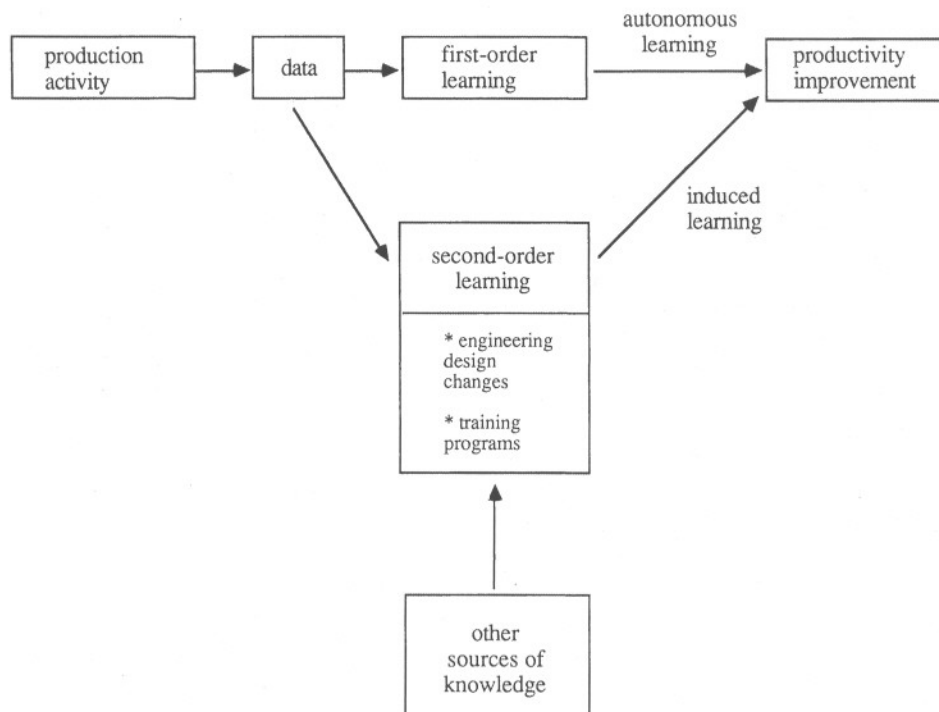 production
activity
data
first-order
learning
autonomous
learning
productivity
improvement
induced
learning
second-order
learning
* engineering
design
changes
* training
programs
other
sources of
knowledge